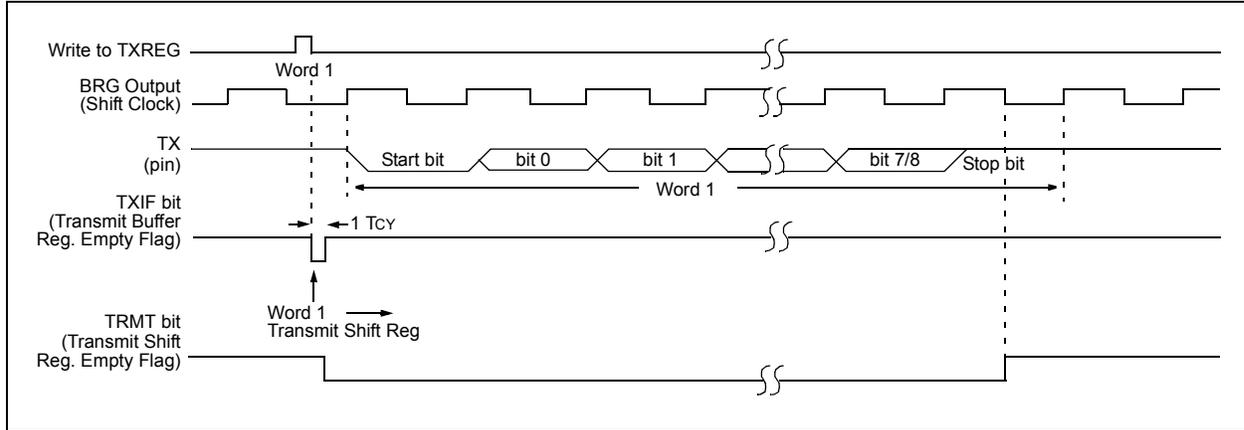 Write to TXREG
Word 1
BRG Output
(Shift Clock)
TX
(pin)
Start bit
bit 0
bit 1
bit 7/8
Stop bit
Word 1
TXIF bit
(Transmit Buffer
Reg. Empty Flag)
1 TCY
Word 1
Transmit Shift Reg
TRMT bit
(Transmit Shift
Reg. Empty Flag)